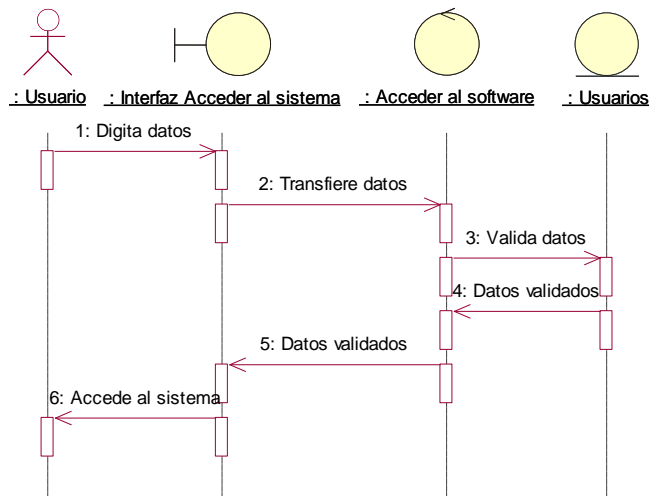 : Usuario
: Interfaz Acceder al sistema
: Acceder al software
: Usuarios
1: Digita datos
2: Transfiere datos
3: Valida datos
4: Datos validados
5: Datos validados
6: Accede al sistema